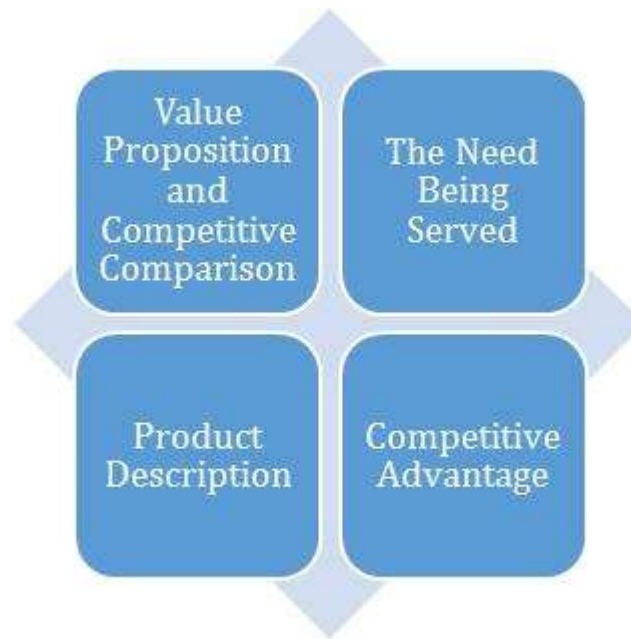 Value
Proposition
and
Competitive
Comparison
The Need
Being
Served
Product
Description
Competitive
Advantage